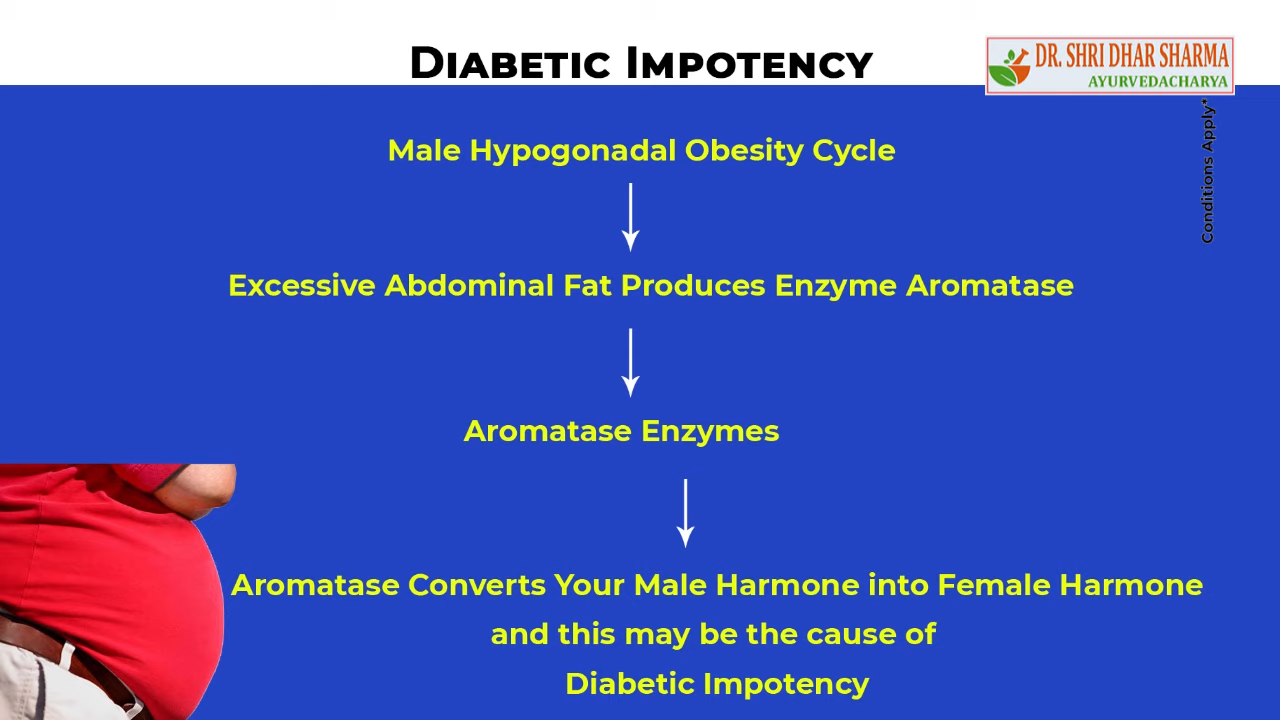 Diabetic Impotency
DR. SHRI DHAR SHARMA
AYURVEDACHARYA
Conditions Apply*
Male Hypogonadal Obesity Cycle
Excessive Abdominal Fat Produces Enzyme Aromatase
Aromatase Enzymes
Aromatase Converts Your Male Harmone into Female Harmone
and this may be the cause of
Diabetic Impotency